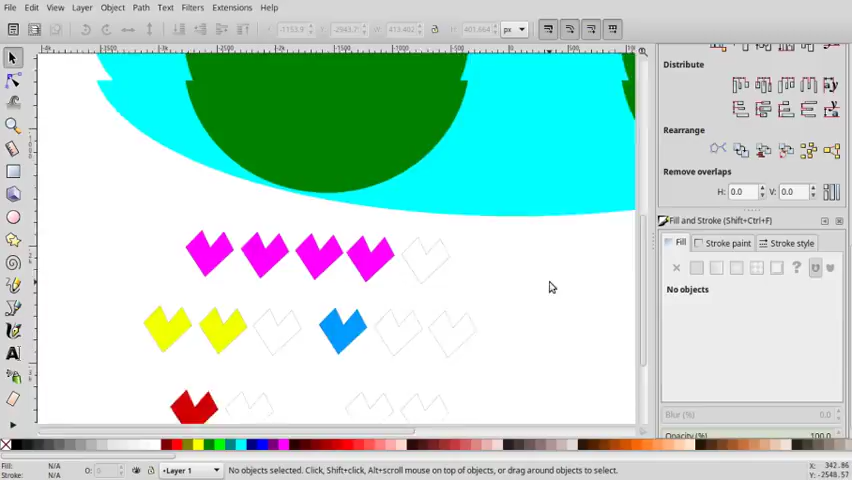 File Edit View Layer Object Path Text Filters Extensions Help
H: 401.664 px
Distribute
Rearrange
Remove overlaps
H: 0.0 V: 0.0
Fill and Stroke (Shift+Ctrl+F)
Fill Stroke paint Stroke style
No objects
Blur (%) 0.0
Opacity (%) 100.0
Fill: N/A
Stroke: N/A
O:
•Layer 1
No objects selected. Click, Shift+click, Alt+scroll mouse on top of objects, or drag around objects to select.
X: 342.86
Y: -2548.57